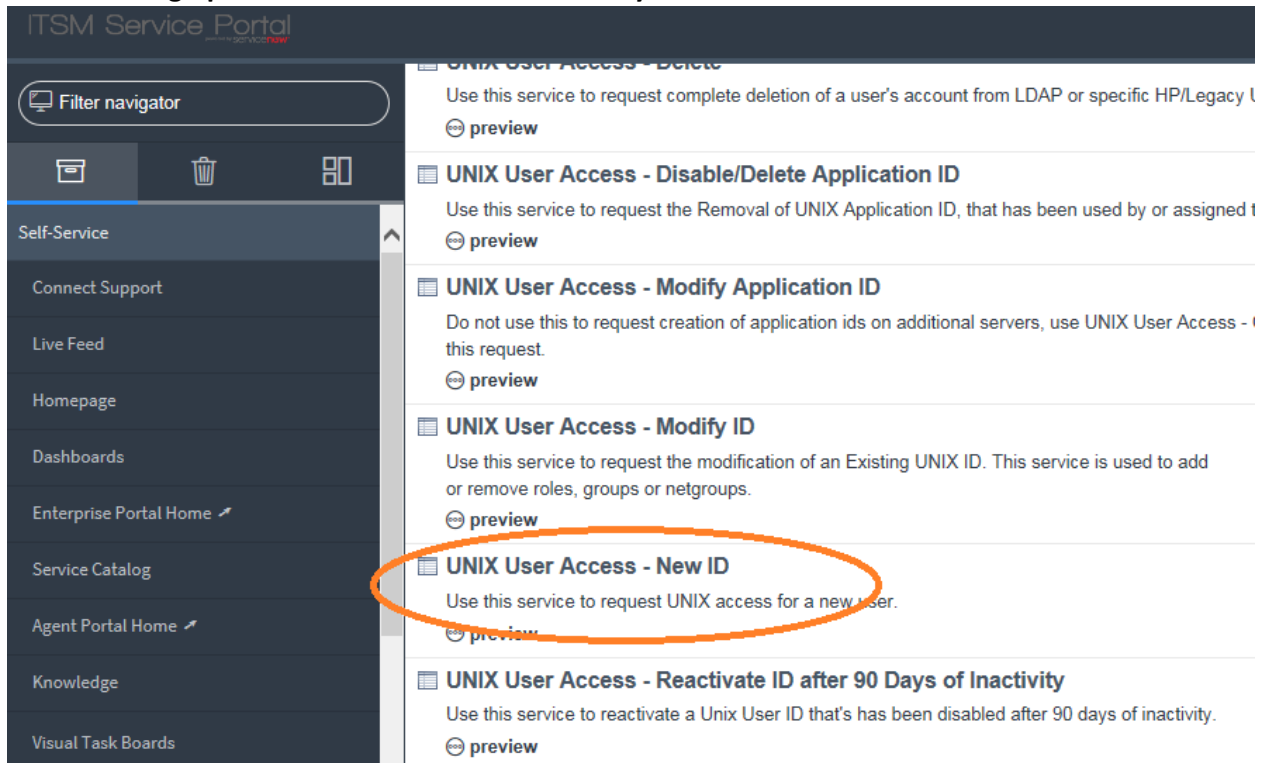 ITSM Service Portal
servicenow
Filter navigator
Self-Service
Connect Support
Live Feed
Homepage
Dashboards
Enterprise Portal Home
Service Catalog
Agent Portal Home
Knowledge
Visual Task Boards
UNIX User Access - Delete
Use this service to request complete deletion of a user's account from LDAP or specific HP/Legacy
preview
UNIX User Access - Disable/Delete Application ID
Use this service to request the Removal of UNIX Application ID, that has been used by or assigned
preview
UNIX User Access - Modify Application ID
Do not use this to request creation of application ids on additional servers, use UNIX User Access -
this request.
preview
UNIX User Access - Modify ID
Use this service to request the modification of an Existing UNIX ID. This service is used to add
or remove roles, groups or netgroups.
preview
UNIX User Access - New ID
Use this service to request UNIX access for a new user.
preview
UNIX User Access - Reactivate ID after 90 Days of Inactivity
Use this service to reactivate a Unix User ID that's has been disabled after 90 days of inactivity.
preview